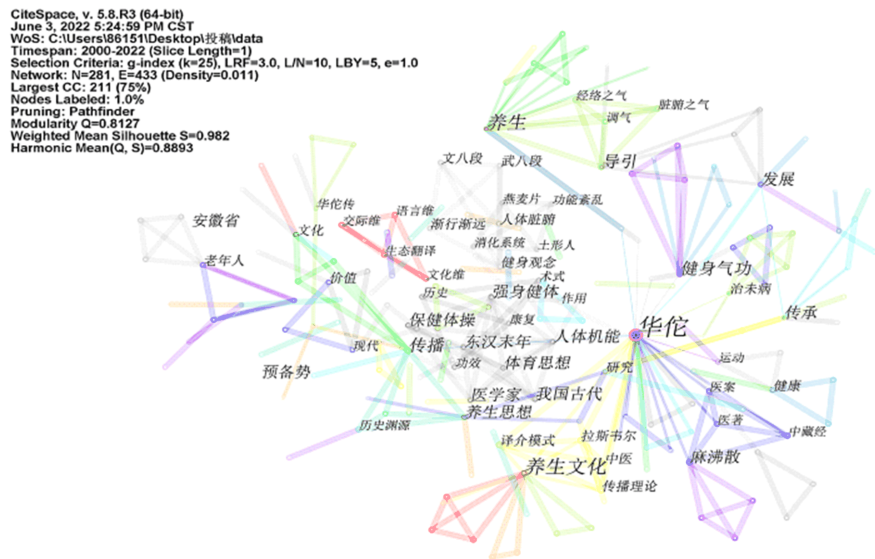 CiteSpace, v. 5.8.R3 (64-bit)
June 3, 2022 5:24:59 PM CST
WoS: C:\Users\86151\Desktop\投稿\data
Timespan: 2000-2022 (Slice Length=1)
Selection Criteria: g-index (k=25), LRF=3.0, L/N=10, LBY=5, e=1.0
Network: N=281, E=433 (Density=0.011)
Largest CC: 211 (75%)
Nodes Labeled: 1.0%
Pruning: Pathfinder
Modularity Q=0.8127
Weighted Mean Silhouette S=0.982
Harmonic Mean(Q, S)=0.8893
经络之气
脏腑之气
养生
调气
文八段
武八段
导引
发展
燕麦片
功能紊乱
华佗传
语言维
安徽省
交际维
渐行渐远
人体脏腑
文化
消化系统
土形人
生态翻译
老年人
健身观念
健身气功
价值
文化维
术式
治未病
历史
强身健体
作用
保健体操
康复
传承
华佗
现代
传播
东汉末年
人体机能
功效
体育思想
运动
预备势
研究
医学家
我国古代
医案
健康
养生思想
历史渊源
医著
译介模式
拉斯韦尔
中藏经
养生文化
中医
麻沸散
传播理论